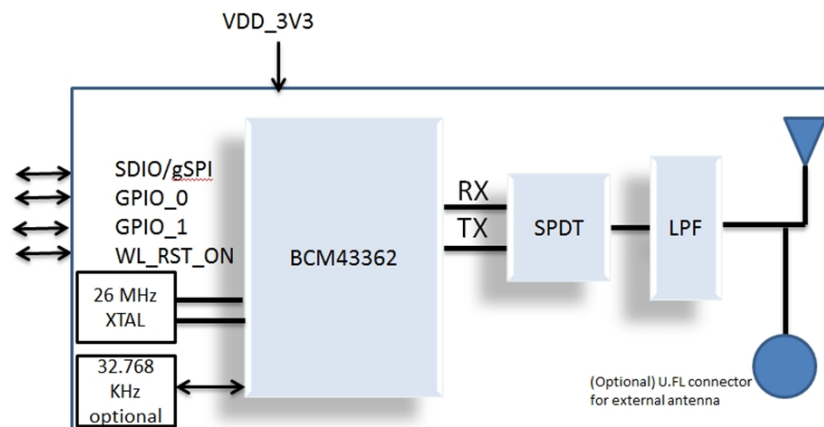 VDD_3V3
SDIO/gSPI
GPIO_0
GPIO_1
WL_RST_ON
26 MHz
XTAL
32.768
KHz
optional
BCM43362
RX
TX
SPDT
LPF
(Optional) U.FL connector
for external antenna